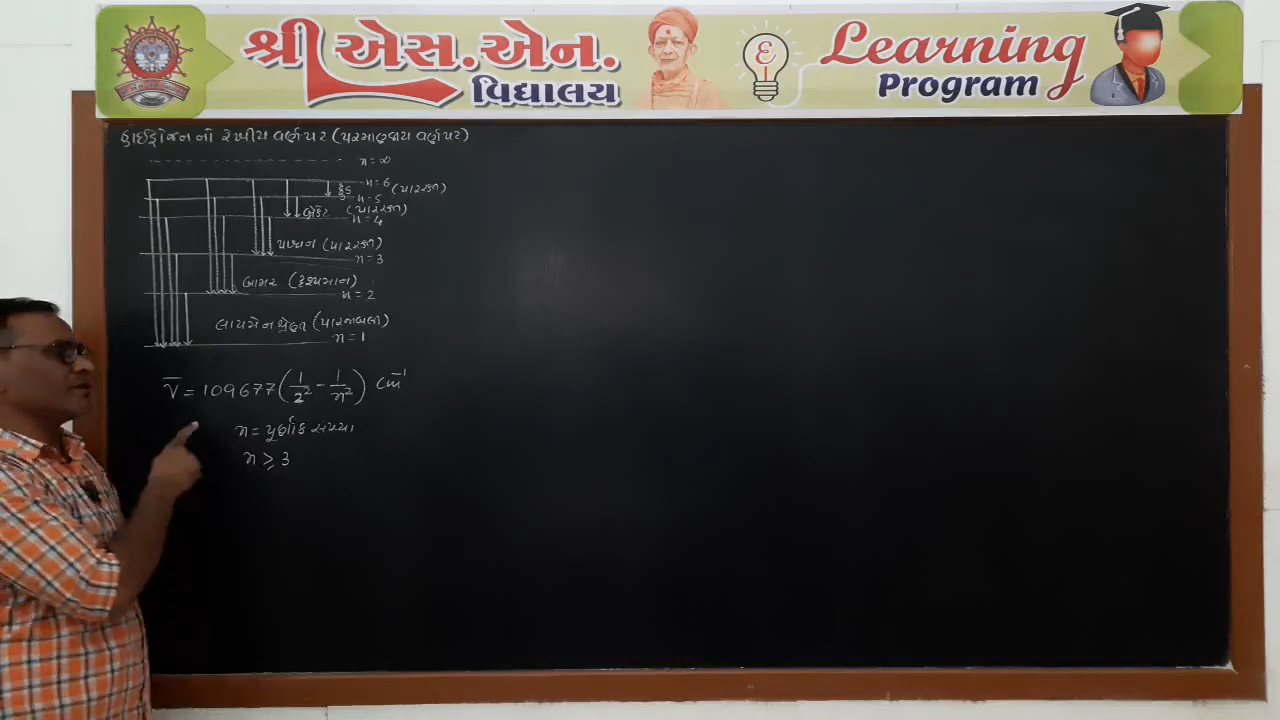 શ્રી એસ.એન. વિદ્યાલય
Learning Program
હાઈડ્રોજનનો રેખીય વર્ણપટ (પરમાણ્વીય વર્ણપટ)
n = ∞
n = 6
ફુંડ (પારરક્ત)
n = 5
બ્રેકેટ (પારરક્ત)
n = 4
પાશ્ચન (પારરક્ત)
n = 3
બામર (દૃશ્યમાન)
n = 2
લાયમેન શ્રેણી (પારજાંબલી)
n = 1
v̅ = 109677 (1/2² − 1/n²) cm⁻¹
n = પૂર્ણાંક સંખ્યા
n ≥ 3